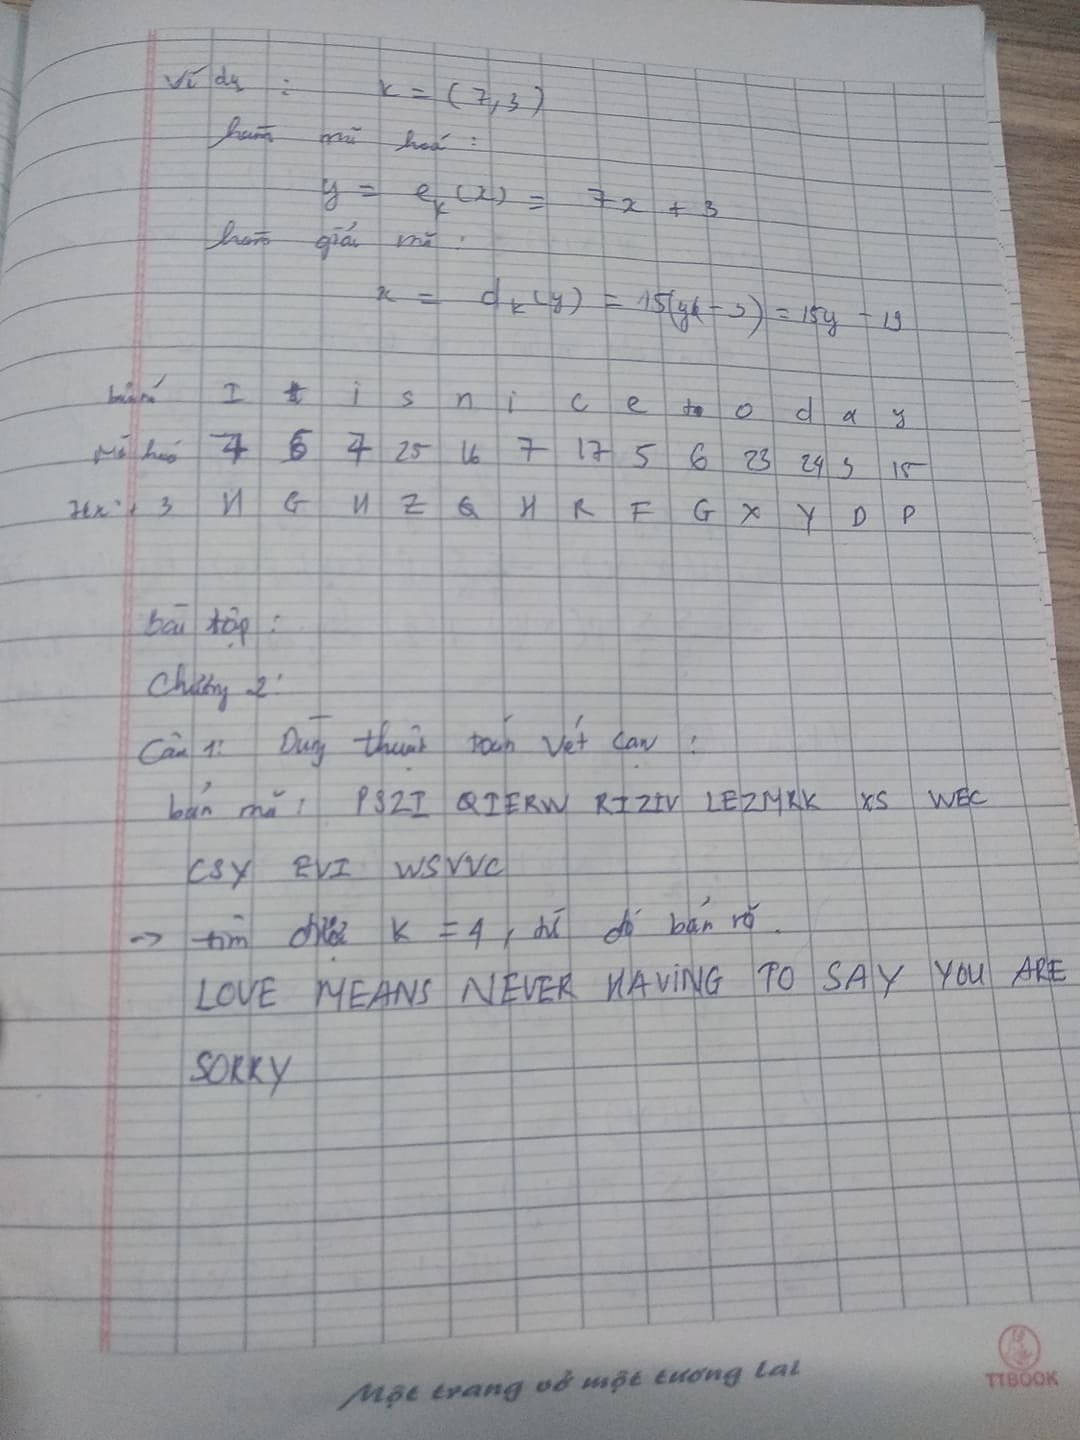 Ví dụ : k = (7,3)
hàm mã hoá :
y = e_k(x) = 7x + 3
hàm giải mã :
x = d_k(y) = 15(y - 3) = 15y - 19
bản rõ I t i s n i c e t o d a y
Mã hoá 7 6 7 25 16 7 17 5 6 23 24 3 15
7x + 3 H G H Z Q H R F G X Y D P
bài tập :
Chương 2:
Câu 1: Dùng thuật toán vét cạn :
bản mã : PSZI QIERW RIZIV LEZMRK XS WEC
CSY EVI WSVVC
-> tìm được k = 4, khi đó bản rõ.
LOVE MEANS NEVER HAViNG TO SAY YOU ARE
SORRY
Một trang vở một tương lai
TTBOOK